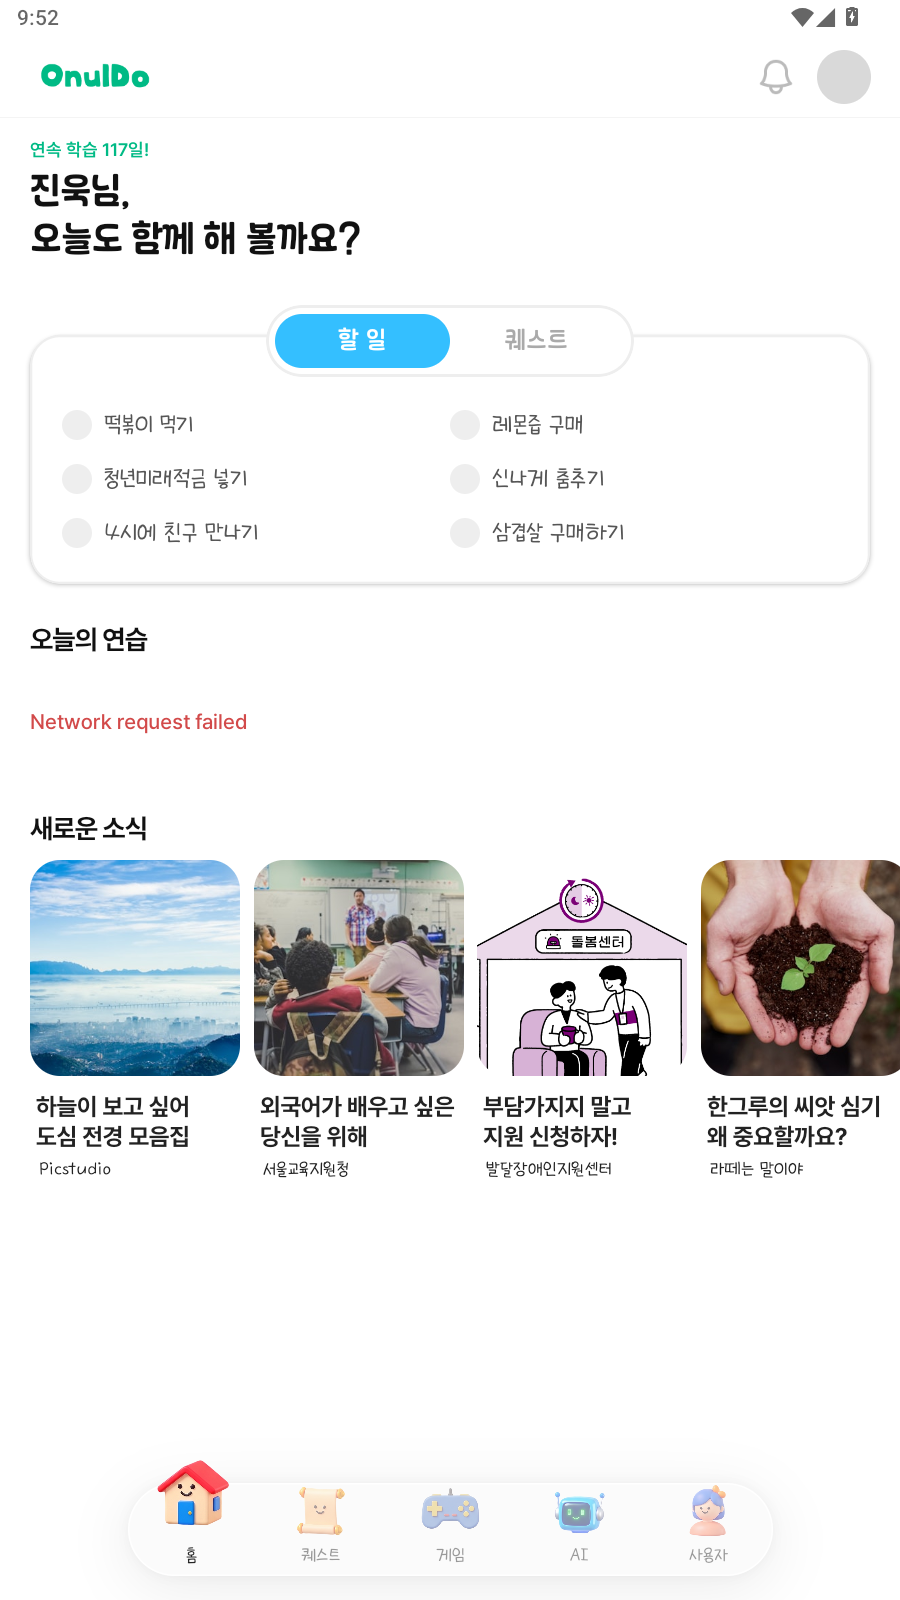 9:52
OnulDo
연속 학습 117일!
진욱님,
오늘도 함께 해 볼까요?
할 일
퀘스트
떡볶이 먹기
레몬즙 구매
청년미래적금 넣기
신나게 춤추기
4시에 친구 만나기
삼겹살 구매하기
오늘의 연습
Network request failed
새로운 소식
돌봄센터
하늘이 보고 싶어
도심 전경 모음집
Picstudio
외국어가 배우고 싶은
당신을 위해
서울교육지원청
부담가지지 말고
지원 신청하자!
발달장애인지원센터
한그루의 씨앗 심기
왜 중요할까요?
라떼는 말이야
홈
퀘스트
게임
AI
사용자